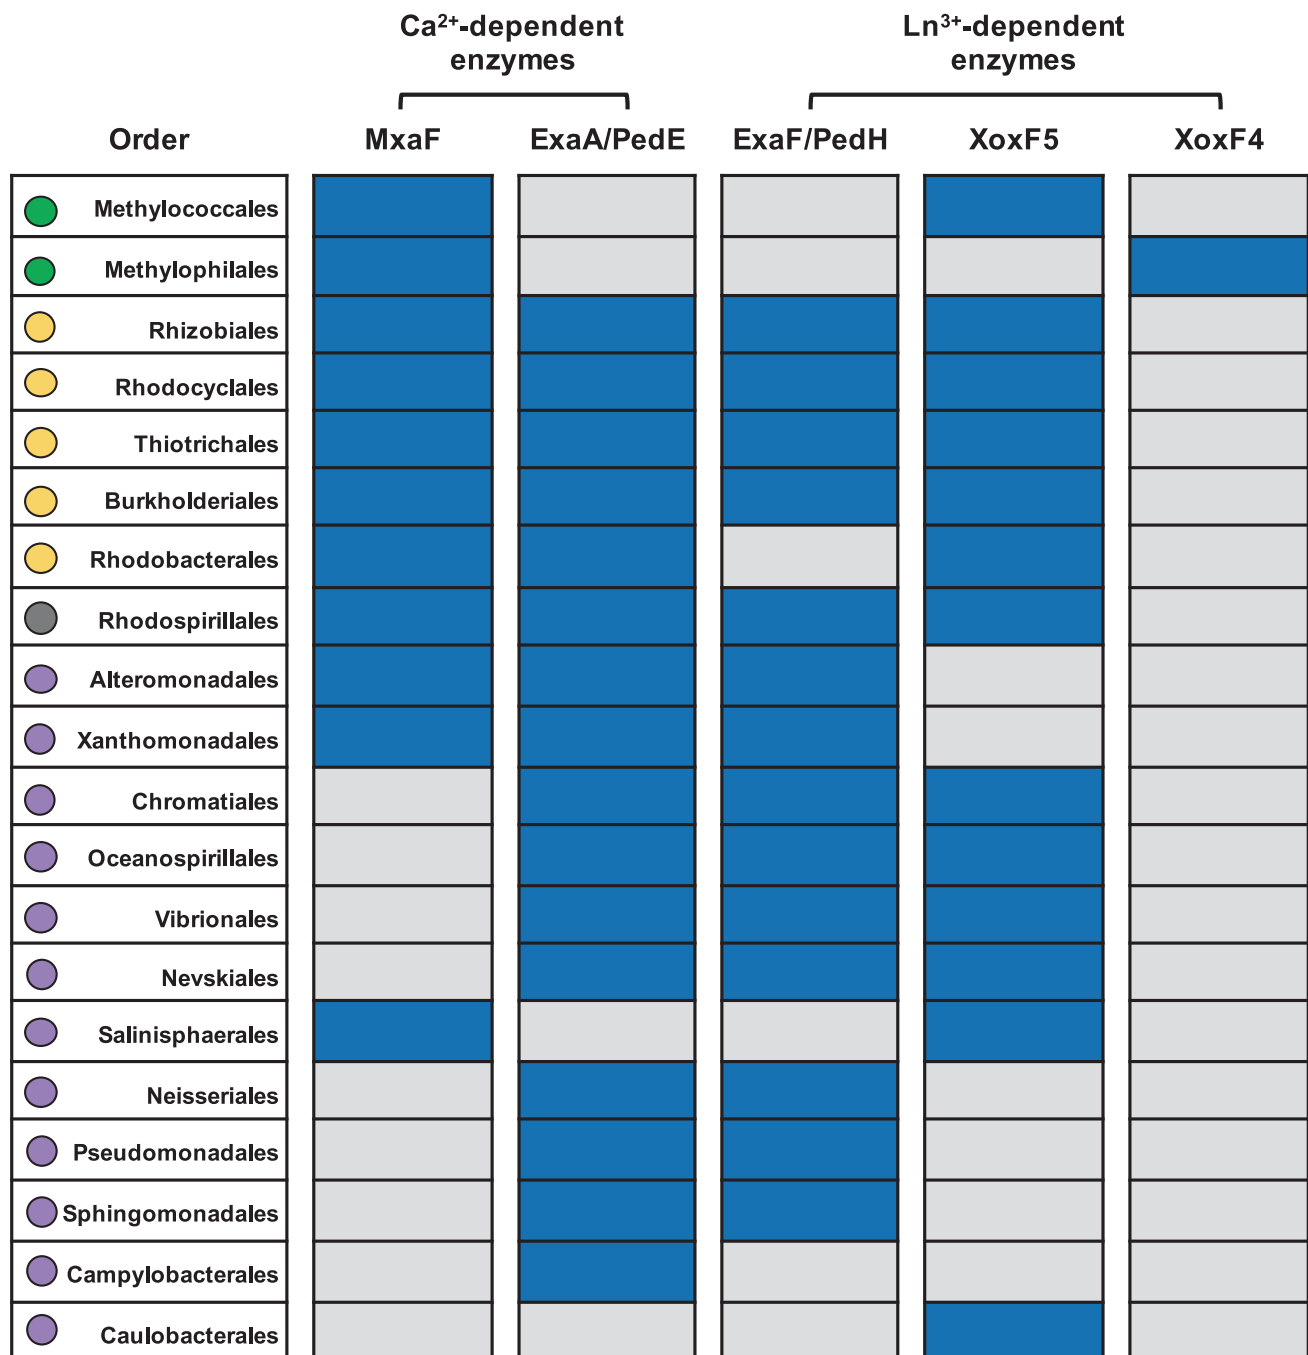 Ca²⁺-dependent
enzymes
Ln³⁺-dependent
enzymes
Order MxaF ExaA/PedE ExaF/PedH XoxF5 XoxF4
Methylococcales
Methylophilales
Rhizobiales
Rhodocyclales
Thiotrichales
Burkholderiales
Rhodobacterales
Rhodospirillales
Alteromonadales
Xanthomonadales
Chromatiales
Oceanospirillales
Vibrionales
Nevskiales
Salinisphaerales
Neisseriales
Pseudomonadales
Sphingomonadales
Campylobacterales
Caulobacterales